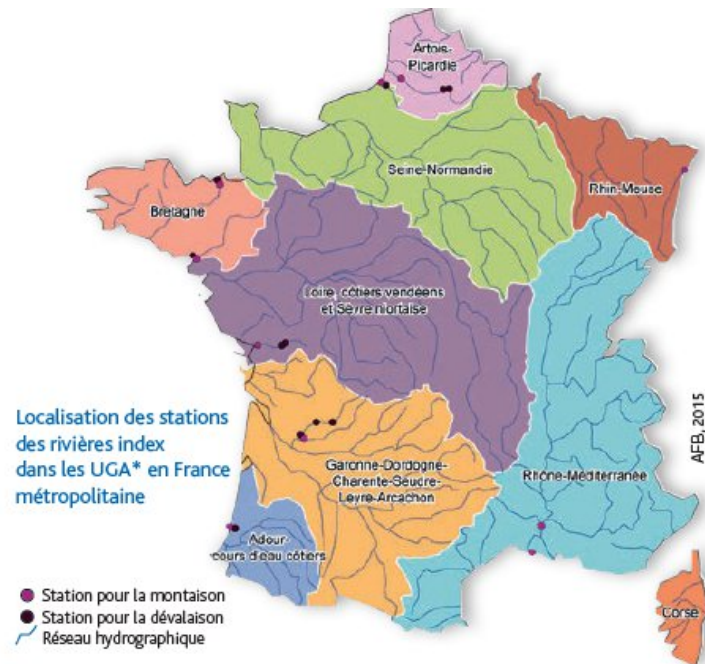 Artois-
Picardie
Seine-Normandie
Rhin-Meuse
Bretagne
Loire, côtiers vendéens
et Sèvre niortaise
Localisation des stations
des rivières index
dans les UGA* en France
métropolitaine
Garonne-Dordogne-
Charente-Seudre-
Leyre-Arcachon
Rhône-Méditerranée
AFB, 2015
Adour-
cours d'eau côtiers
Corse
Station pour la montaison
Station pour la dévalaison
Réseau hydrographique